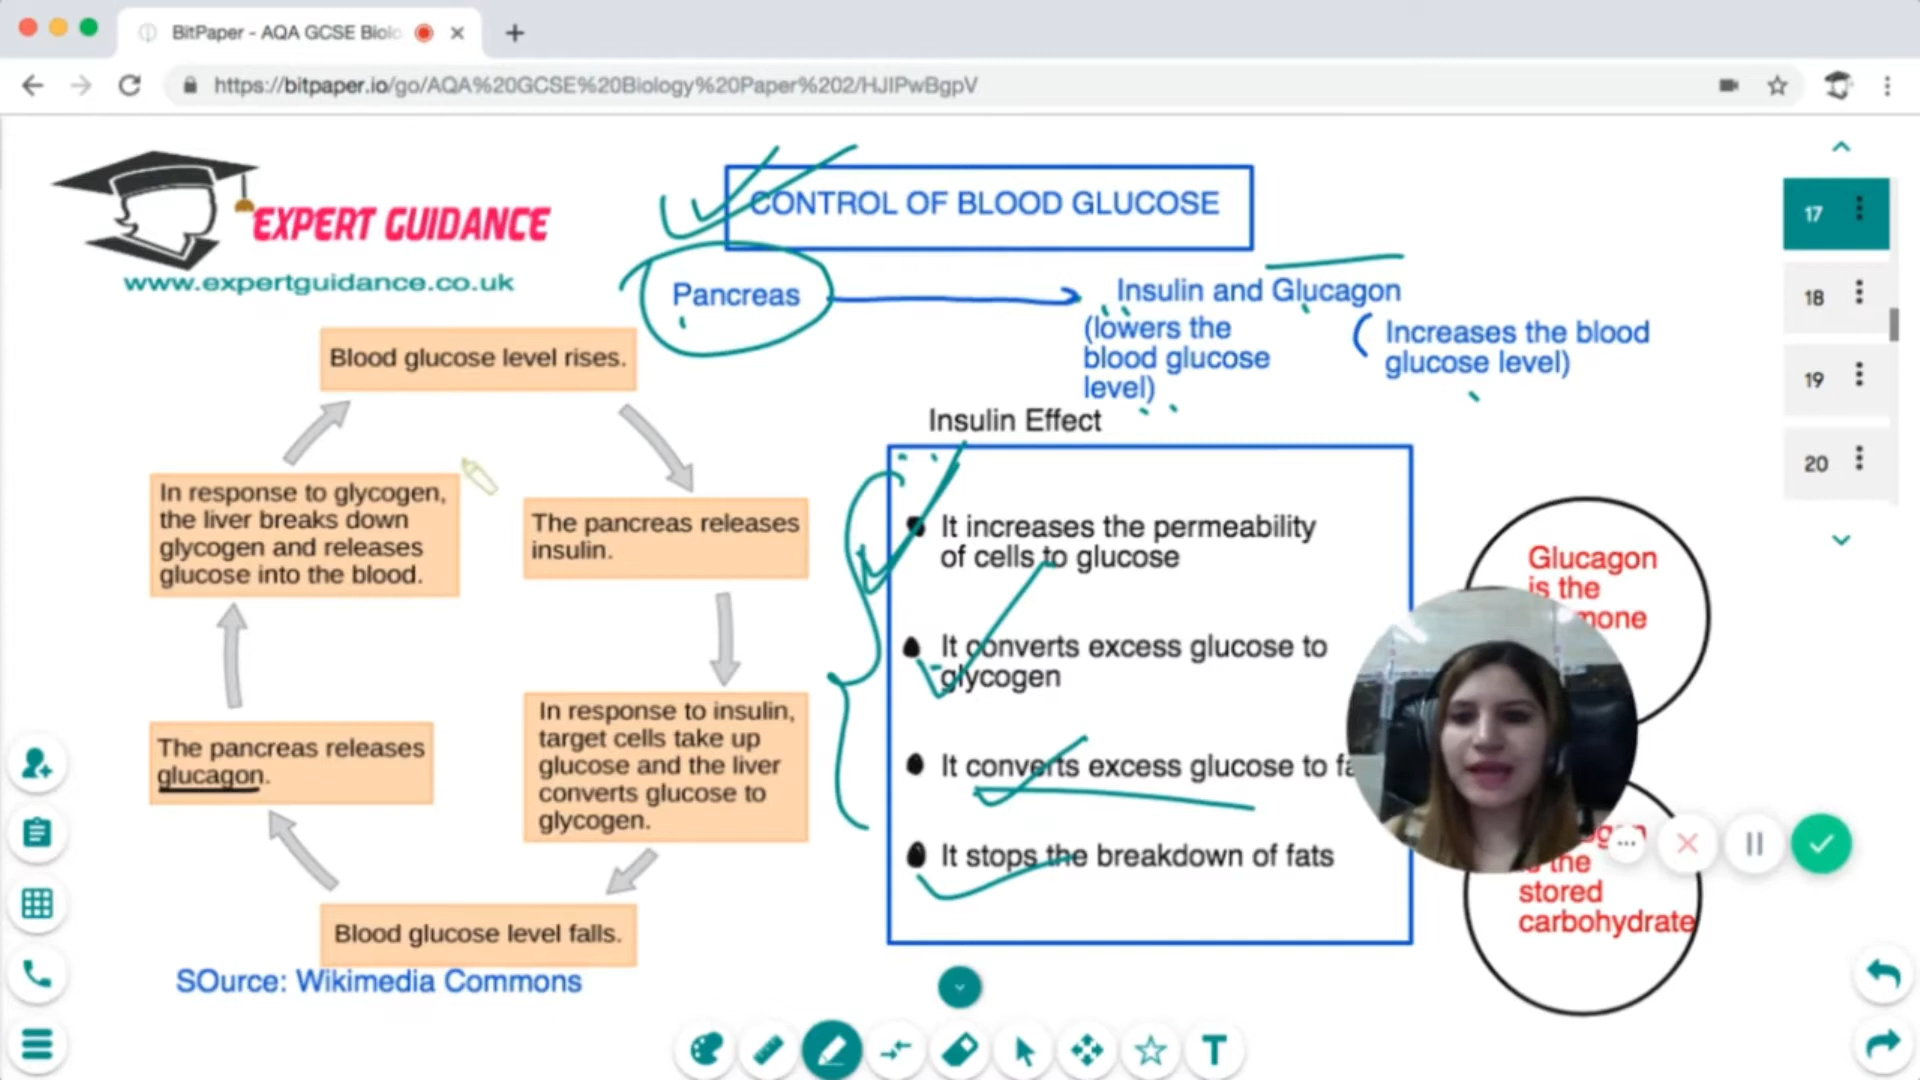 BitPaper - AQA GCSE Biolo
https://bitpaper.io/go/AQA%20GCSE%20Biology%20Paper%202/HJIPwBgpV
EXPERT GUIDANCE
www.expertguidance.co.uk
CONTROL OF BLOOD GLUCOSE
Pancreas
Insulin and Glucagon
(lowers the
blood glucose
level)
( Increases the blood
glucose level)
Blood glucose level rises.
The pancreas releases
insulin.
In response to insulin,
target cells take up
glucose and the liver
converts glucose to
glycogen.
Blood glucose level falls.
The pancreas releases
glucagon.
In response to glycogen,
the liver breaks down
glycogen and releases
glucose into the blood.
SOurce: Wikimedia Commons
Insulin Effect
It increases the permeability
of cells to glucose
It converts excess glucose to
glycogen
It converts excess glucose to
It stops the breakdown of fats
Glucagon
is the
the
stored
carbohydrate
17
18
19
20
T